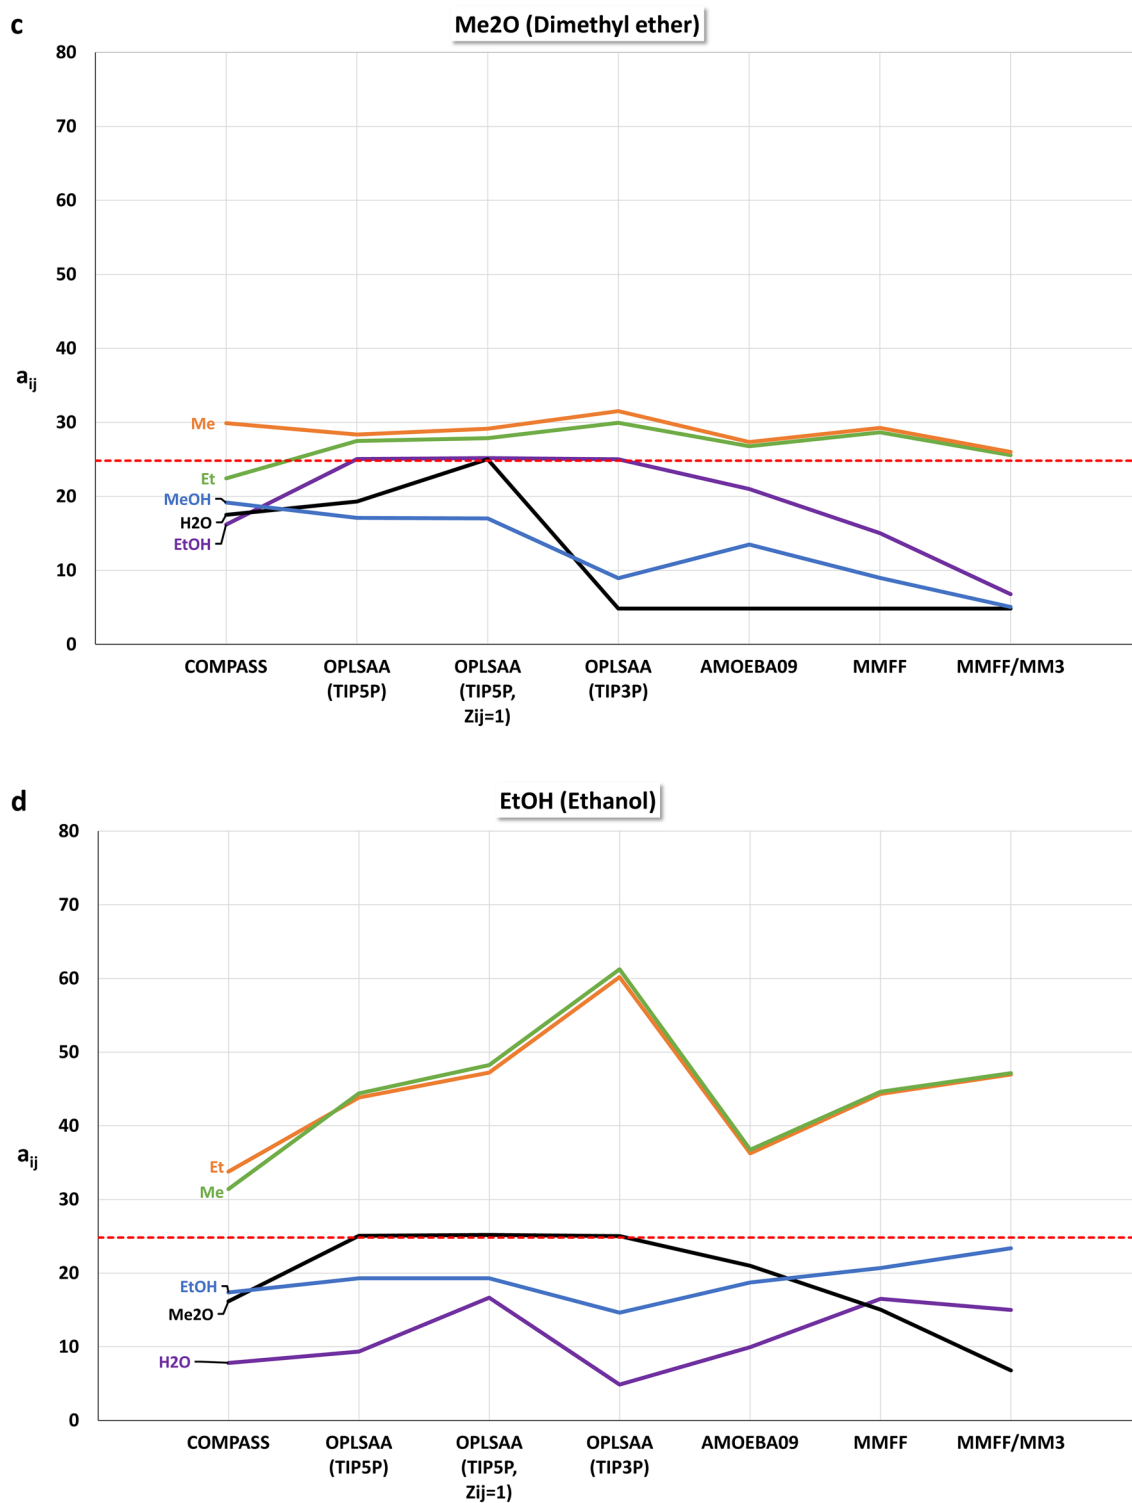 c
Me2O (Dimethyl ether)
80
70
60
50
40
30
20
10
0
aij
Me
Et
MeOH
H2O
EtOH
COMPASS
OPLSAA
(TIP5P)
OPLSAA
(TIP5P,
Zij=1)
OPLSAA
(TIP3P)
AMOEBA09
MMFF
MMFF/MM3
d
EtOH (Ethanol)
80
70
60
50
40
30
20
10
0
aij
Et
Me
EtOH
Me2O
H2O
COMPASS
OPLSAA
(TIP5P)
OPLSAA
(TIP5P,
Zij=1)
OPLSAA
(TIP3P)
AMOEBA09
MMFF
MMFF/MM3